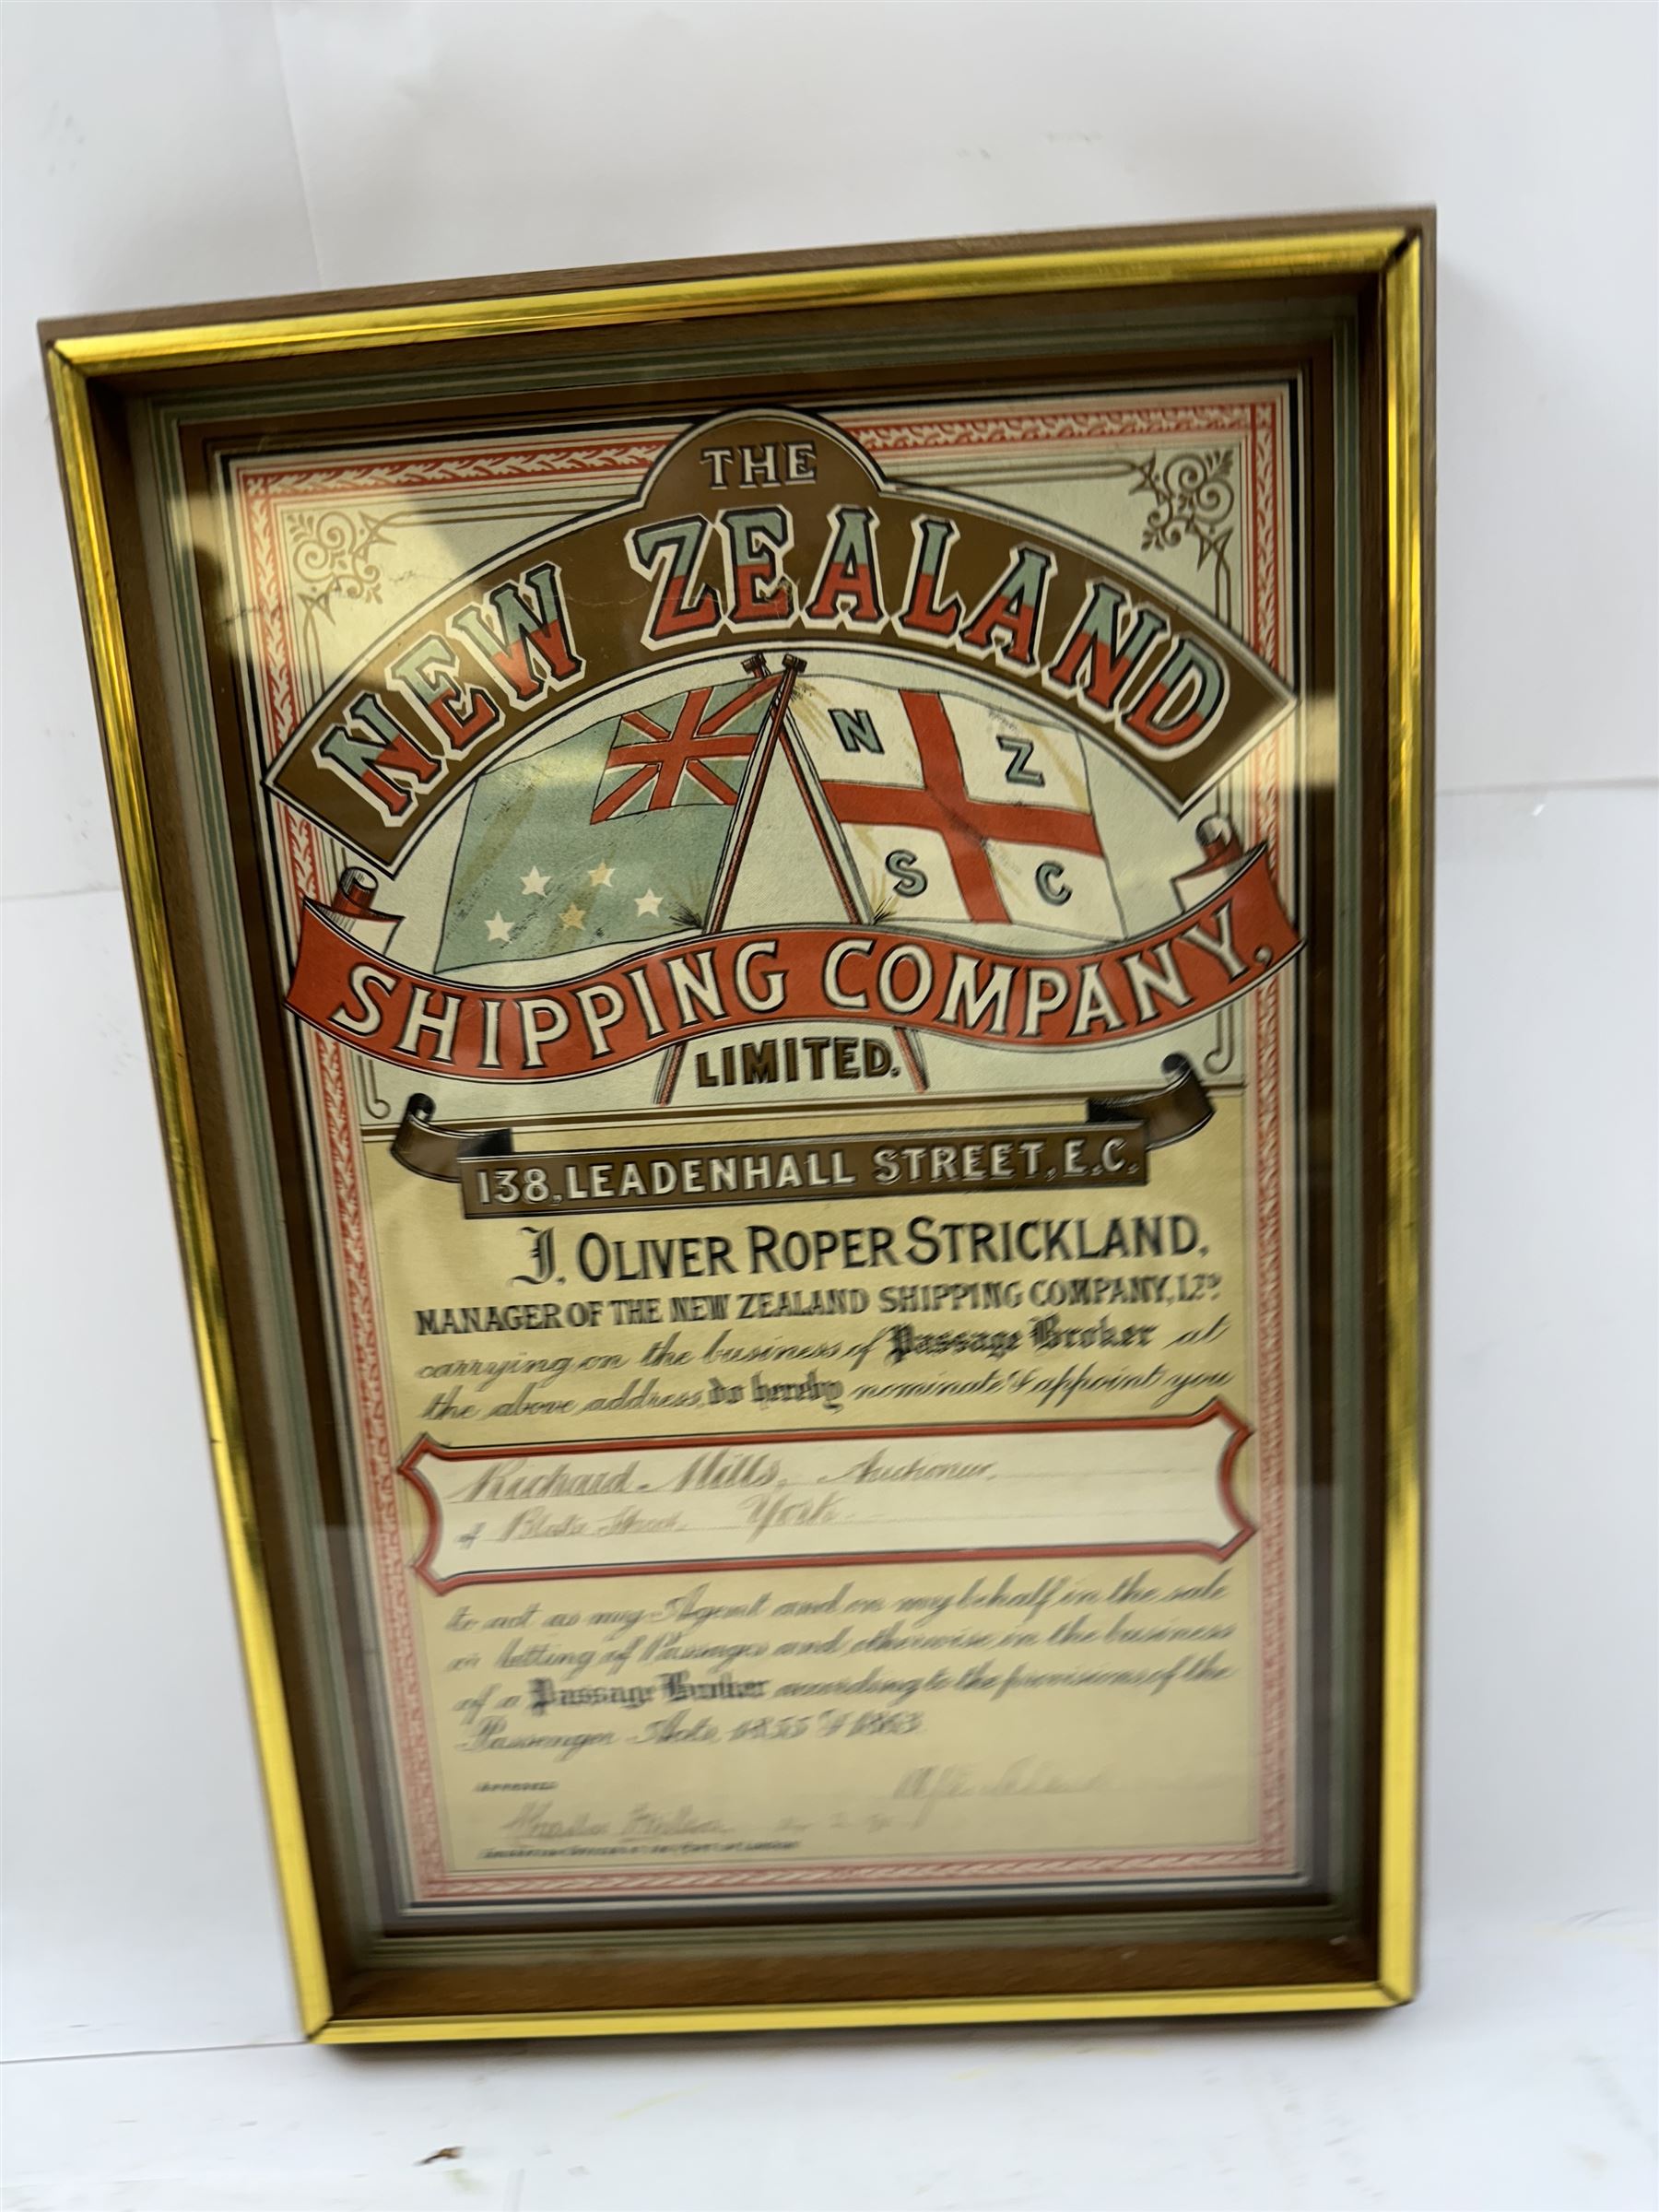 THE
NEW ZEALAND
N Z
S C
SHIPPING COMPANY,
LIMITED.
138, LEADENHALL STREET, E.C.
I, OLIVER ROPER STRICKLAND,
MANAGER OF THE NEW ZEALAND SHIPPING COMPANY, LTD.
carrying on the business of Passage Broker at
the above address, do hereby nominate & appoint you
Richard Mills, Auctioneer,
of York
to act as my Agent and on my behalf in the sale
or letting of Passages and otherwise in the business
of a Passage Broker according to the provisions of the
Passenger Acts, 1855 & 1863.
APPROVED